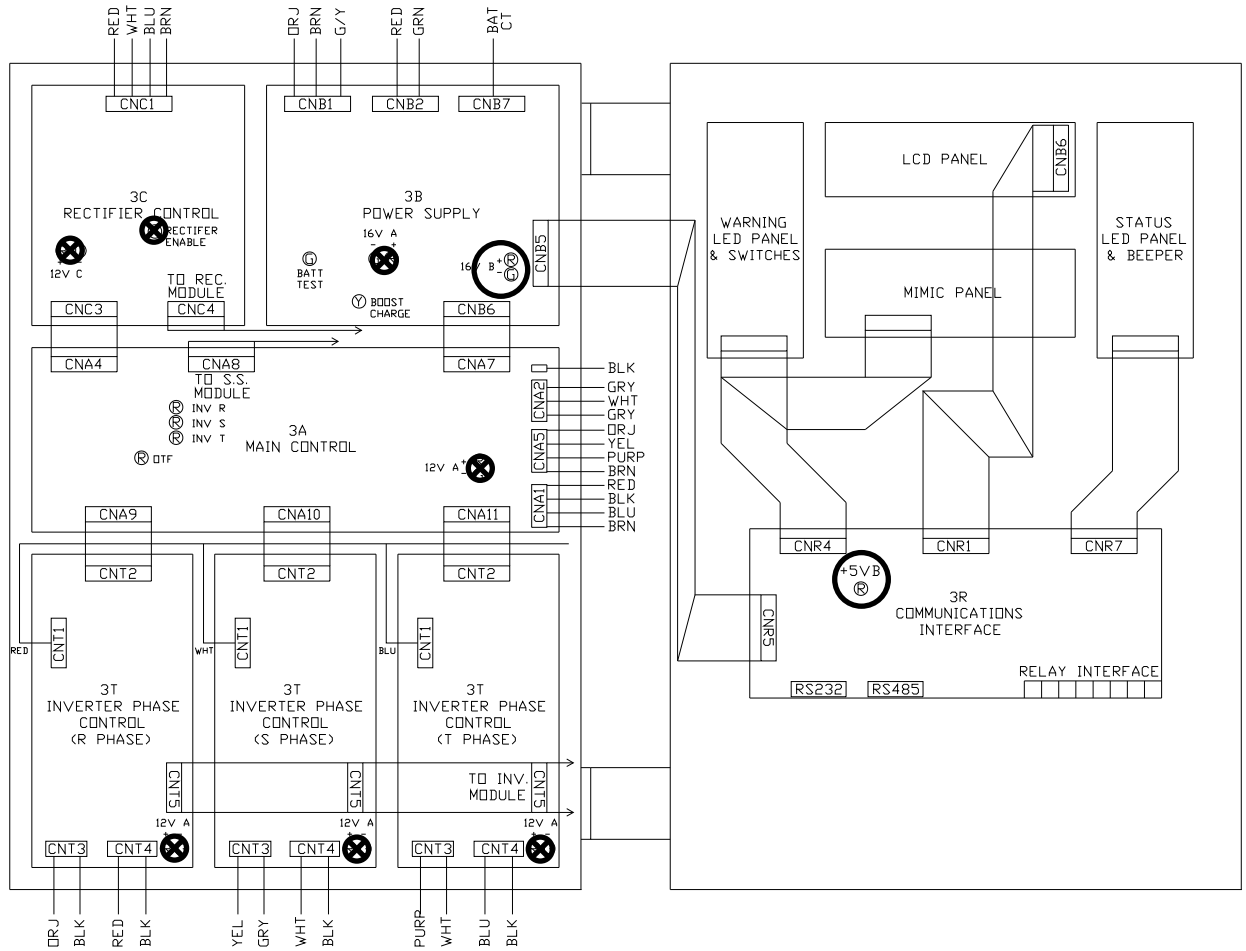 RED
WHT
BLU
BRN
ORJ
BRN
G/Y
RED
GRN
BAT
CT
CNC1
CNB1
CNB2
CNB7
3C
RECTIFIER CONTROL
RECTIFER
ENABLE
12V C
TO REC.
MODULE
CNC3
CNC4
3B
POWER SUPPLY
16V A
- +
G
BATT
TEST
16V B
+ R
- G
Y BOOST
CHARGE
CNB5
CNB6
CNA4
CNA8
CNA7
TO S.S.
MODULE
R INV R
R INV S
R INV T
R OTF
3A
MAIN CONTROL
12V A
+
-
CNA2
CNA5
CNA1
BLK
GRY
WHT
GRY
ORJ
YEL
PURP
BRN
RED
BLK
BLU
BRN
CNA9
CNA10
CNA11
CNT2
CNT2
CNT2
CNT1
CNT1
CNT1
RED
WHT
BLU
3T
INVERTER PHASE
CONTROL
(R PHASE)
3T
INVERTER PHASE
CONTROL
(S PHASE)
3T
INVERTER PHASE
CONTROL
(T PHASE)
CNT5
CNT5
CNT5
TO INV.
MODULE
12V A
+ -
12V A
+ -
12V A
+ -
CNT3
CNT4
CNT3
CNT4
CNT3
CNT4
ORJ
BLK
RED
BLK
YEL
GRY
WHT
BLK
PURP
WHT
BLU
BLK
WARNING
LED PANEL
& SWITCHES
LCD PANEL
CNB6
MIMIC PANEL
STATUS
LED PANEL
& BEEPER
CNR4
CNR1
CNR7
+5VB
R
3R
COMMUNICATIONS
INTERFACE
CNR5
RELAY INTERFACE
RS232
RS485